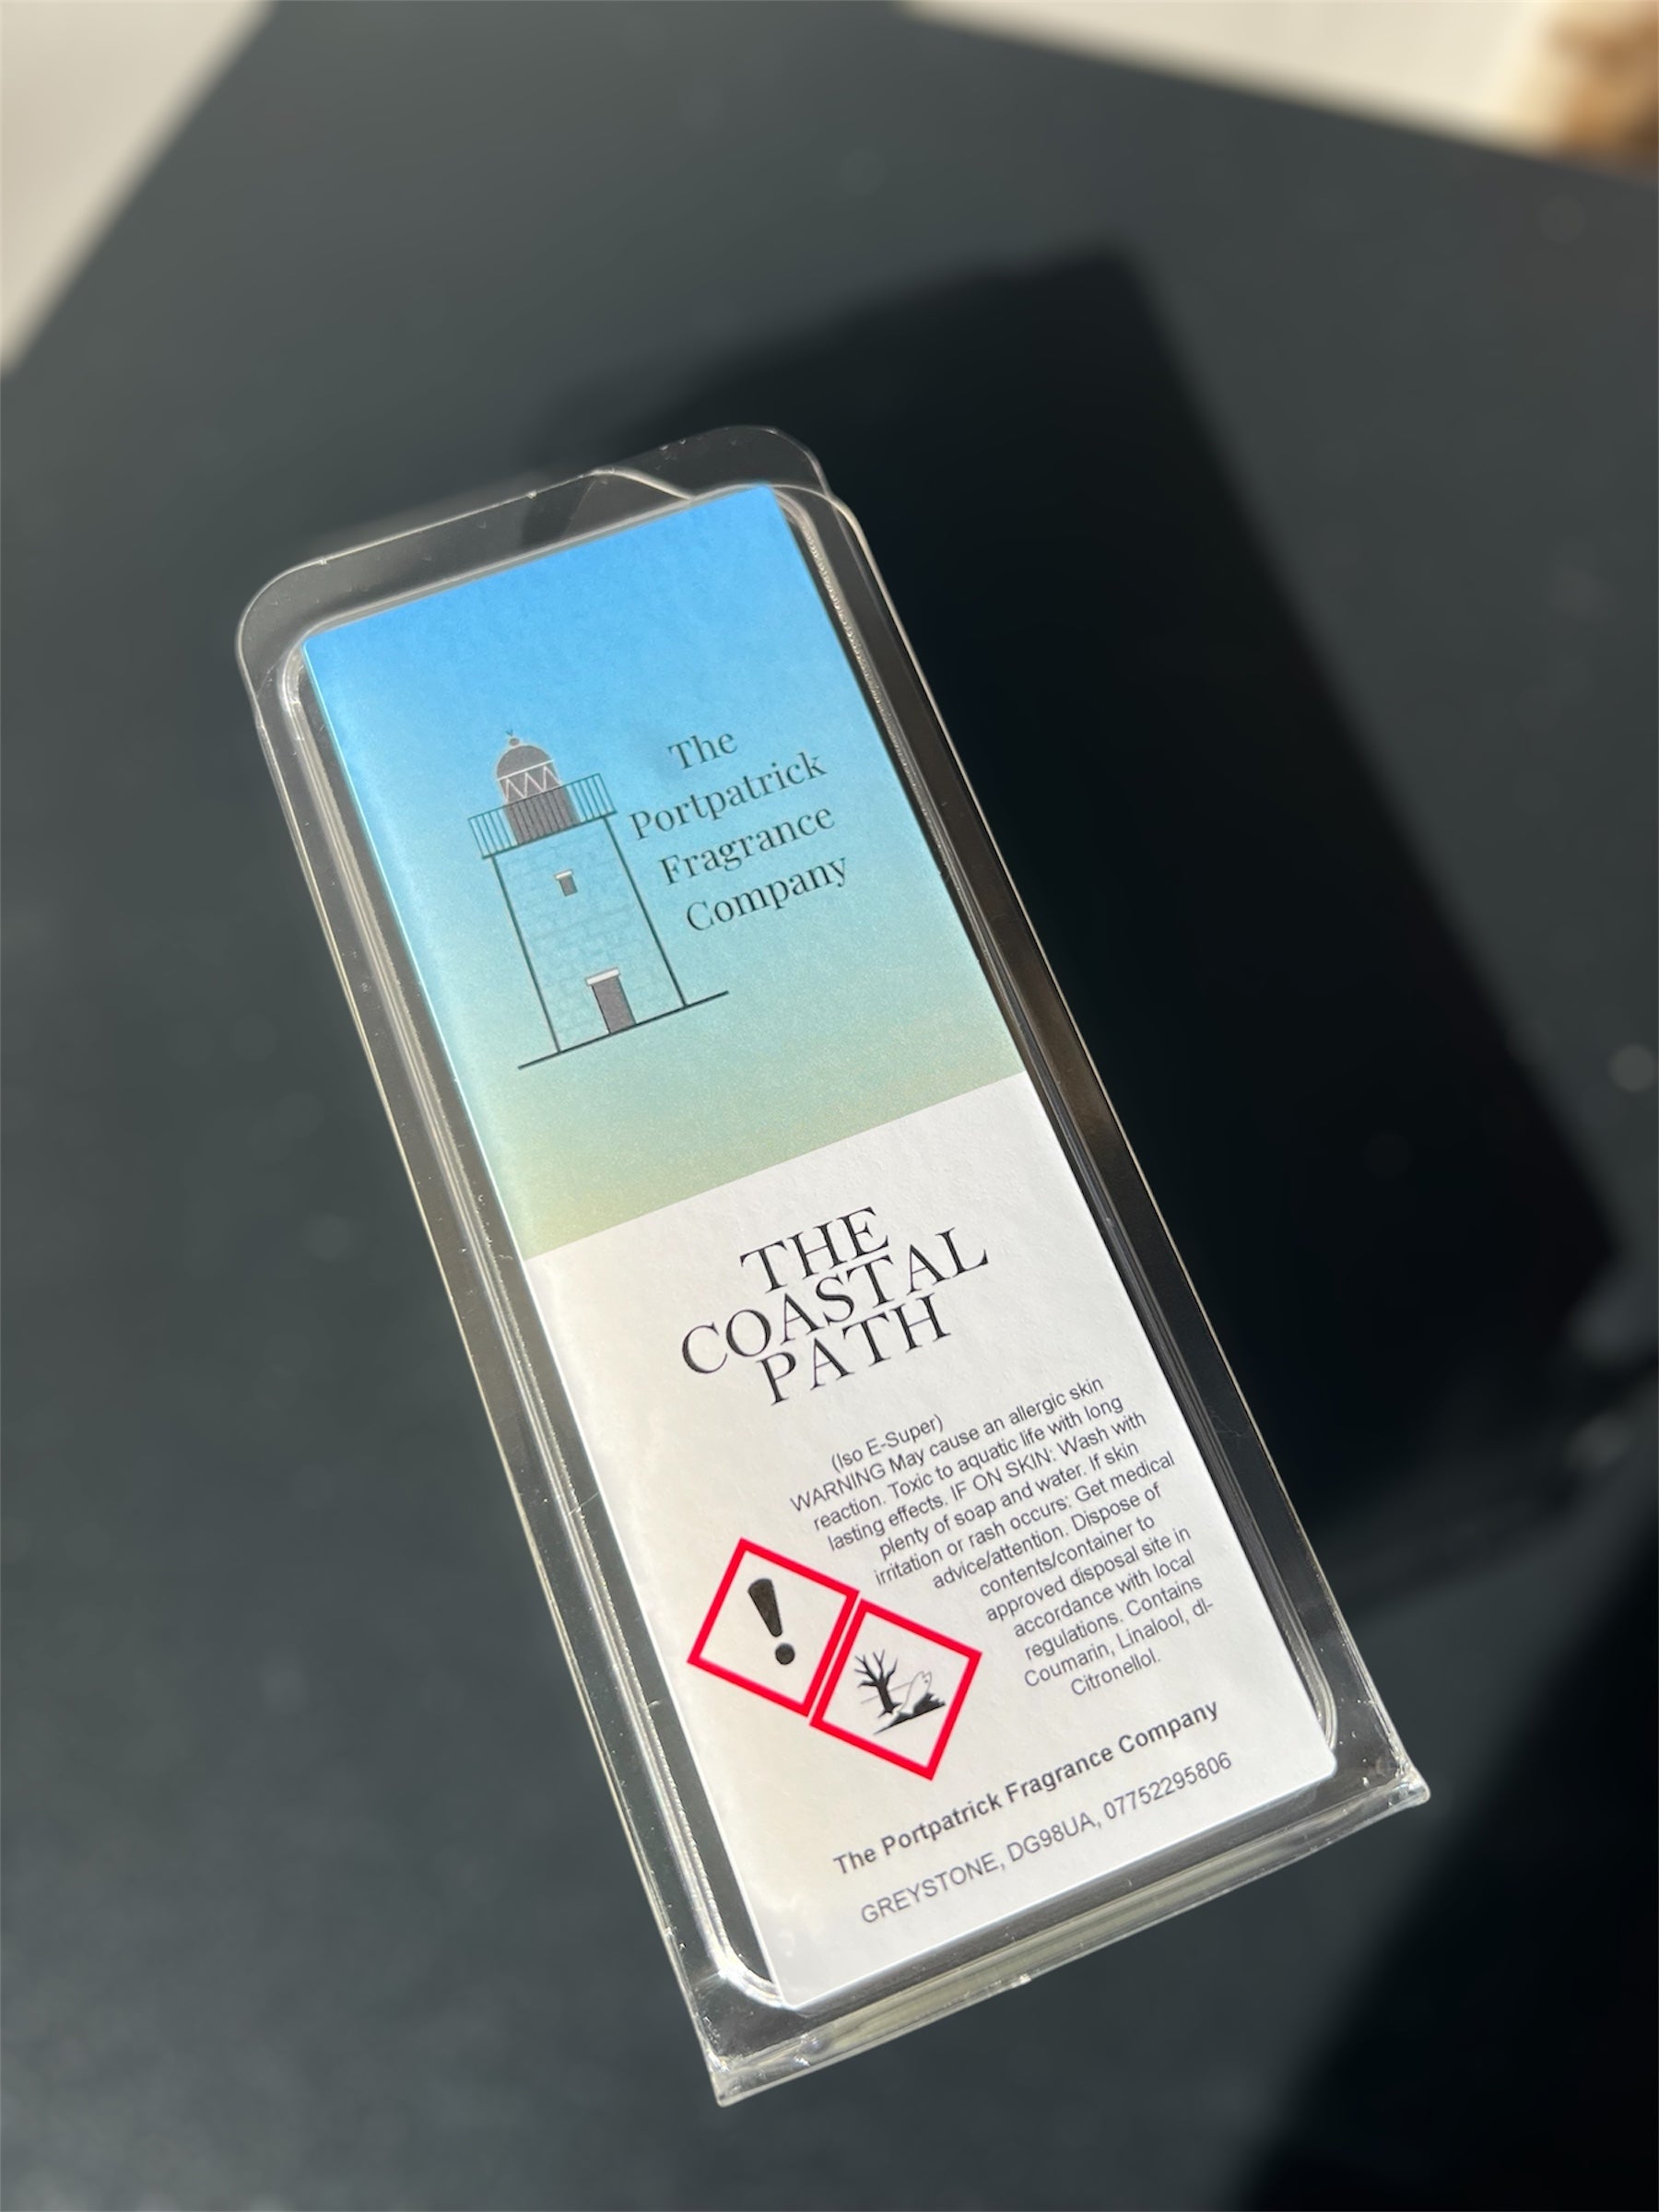 The
Portpatrick
Fragrance
Company
THE
COASTAL
PATH
(Iso E-Super)
WARNING May cause an allergic skin
reaction. Toxic to aquatic life with long
lasting effects. IF ON SKIN: Wash with
plenty of soap and water. If skin
irritation or rash occurs: Get medical
advice/attention. Dispose of
contents/container to
approved disposal site in
accordance with local
regulations. Contains
Coumarin, Linalool, dl-
Citronellol.
The Portpatrick Fragrance Company
GREYSTONE, DG98UA, 07752295806